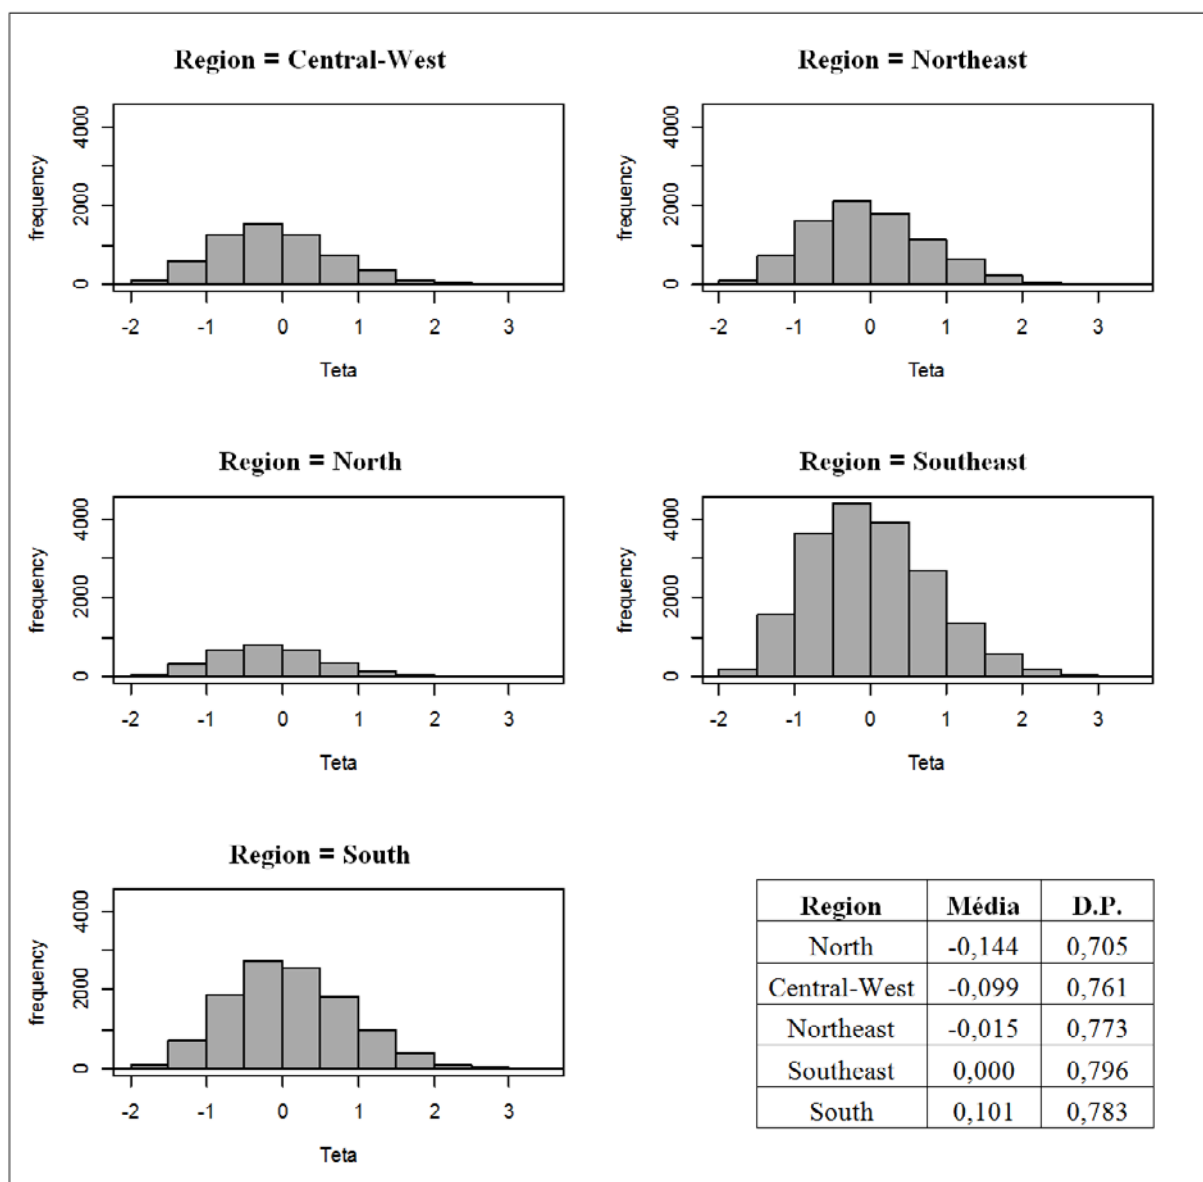 Region = Central-West
frequency
4000
2000
0
-2 -1 0 1 2 3
Teta
Region = Northeast
frequency
4000
2000
0
-2 -1 0 1 2 3
Teta
Region = North
frequency
4000
2000
0
-2 -1 0 1 2 3
Teta
Region = Southeast
frequency
4000
2000
0
-2 -1 0 1 2 3
Teta
Region = South
frequency
4000
2000
0
-2 -1 0 1 2 3
Teta
Region Média D.P.
North -0,144 0,705
Central-West -0,099 0,761
Northeast -0,015 0,773
Southeast 0,000 0,796
South 0,101 0,783